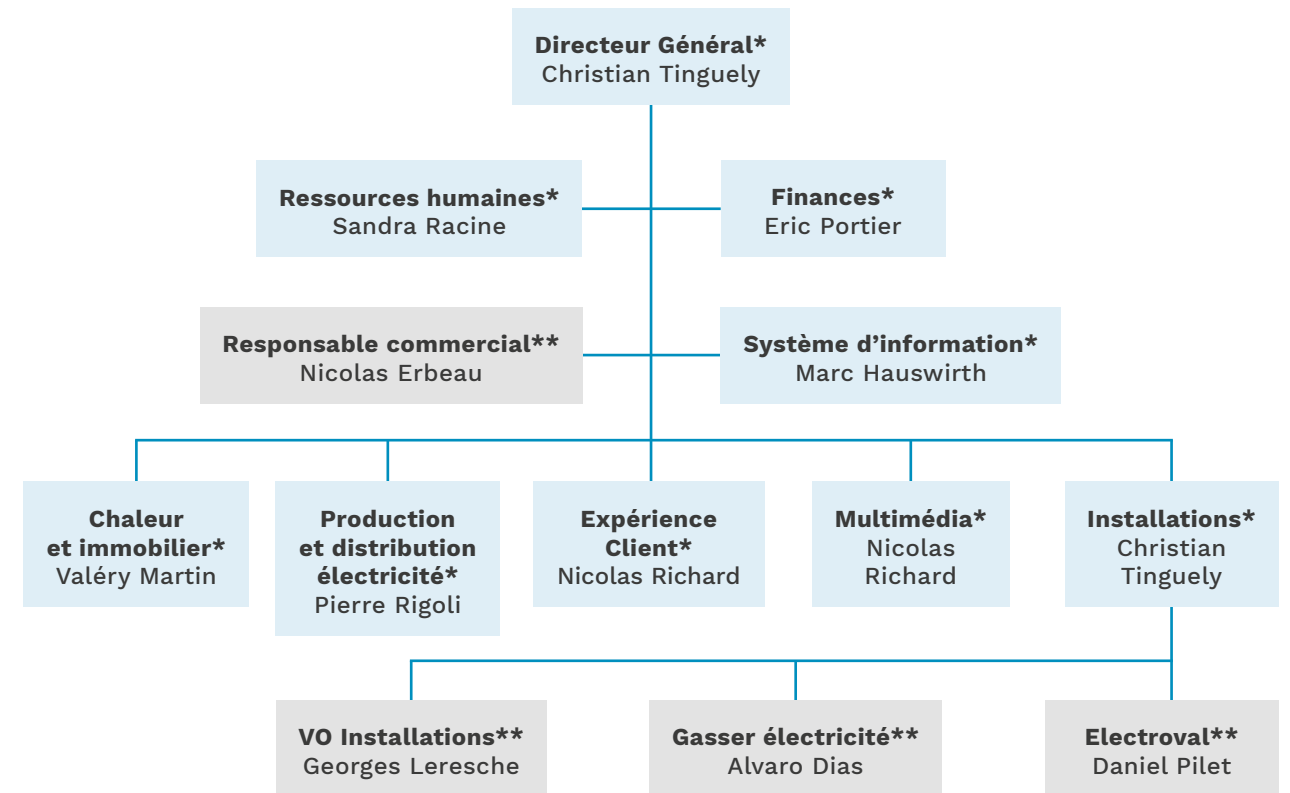 Directeur Général*
Christian Tinguely
Ressources humaines*
Sandra Racine
Finances*
Eric Portier
Responsable commercial**
Nicolas Erbeau
Système d’information*
Marc Hauswirth
Chaleur
et immobilier*
Valéry Martin
Production
et distribution
électricité*
Pierre Rigoli
Expérience
Client*
Nicolas Richard
Multimédia*
Nicolas
Richard
Installations*
Christian
Tinguely
VO Installations**
Georges Leresche
Gasser électricité**
Alvaro Dias
Electroval**
Daniel Pilet